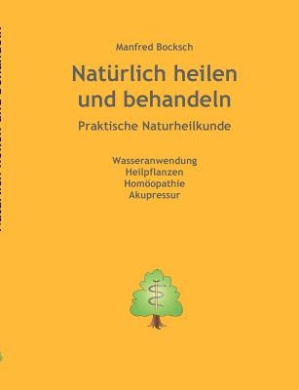 Manfred Bocksch
Natürlich heilen
und behandeln
Praktische Naturheilkunde
Wasseranwendung
Heilpflanzen
Homöopathie
Akupressur